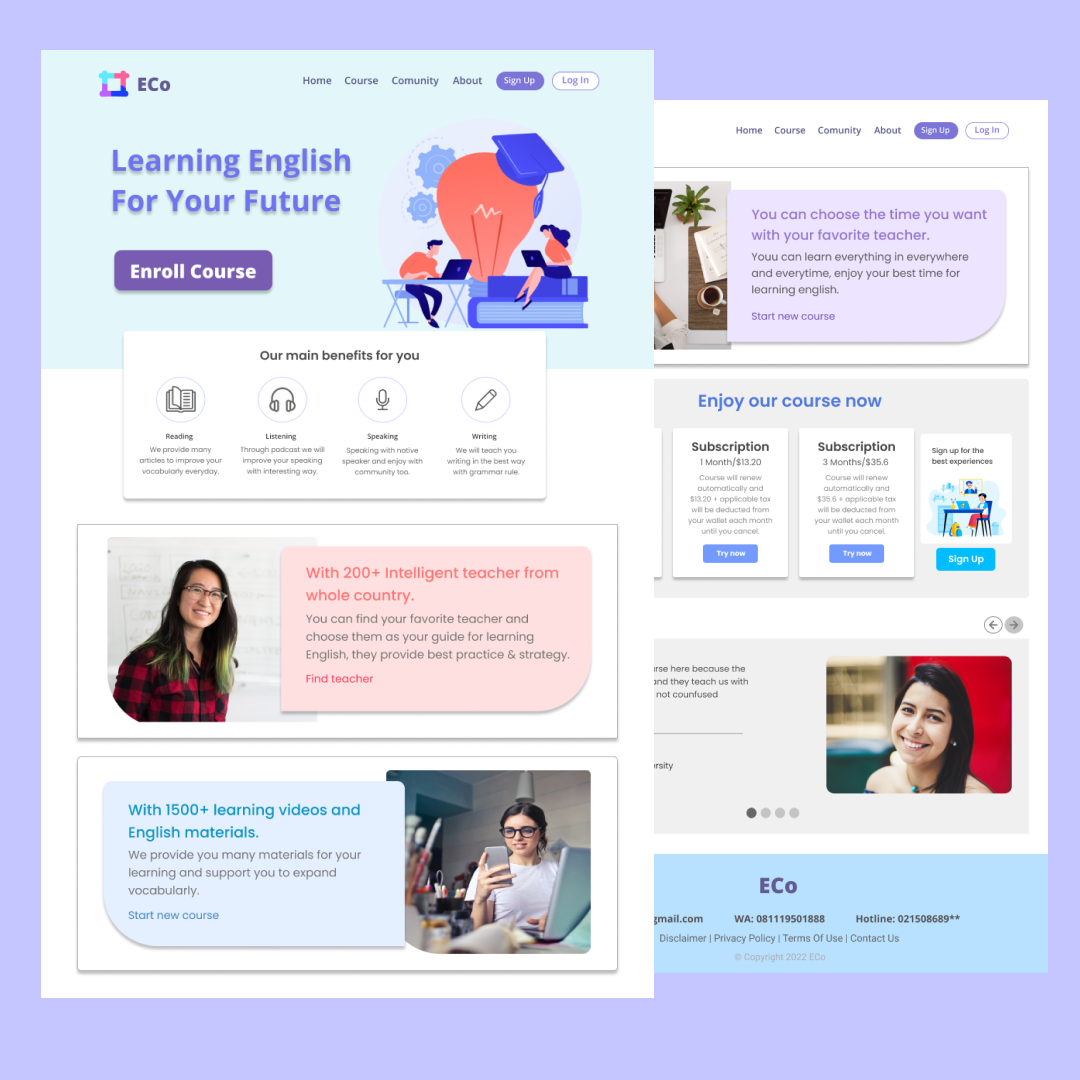 ECo
Home Course Comunity About Sign Up Log In
Learning English
For Your Future
Enroll Course
Our main benefits for you
Reading
We provide many
articles to improve your
vocabularly everyday.
Listening
Through podcast we will
improve your speaking
with interesting way.
Speaking
Speaking with native
speaker and enjoy with
community too.
Writing
We will teach you
writing in the best way
with grammar rule.
With 200+ Intelligent teacher from
whole country.
You can find your favorite teacher and
choose them as your guide for learning
English, they provide best practice & strategy.
Find teacher
With 1500+ learning videos and
English materials.
We provide you many materials for your
learning and support you to expand
vocabularly.
Start new course
Home Course Comunity About Sign Up Log In
You can choose the time you want
with your favorite teacher.
Youu can learn everything in everywhere
and everytime, enjoy your best time for
learning english.
Start new course
Enjoy our course now
Subscription
1 Month/$13.20
Course will renew
automatically and
$13.20 + applicable tax
will be deducted from
your wallet each month
until you cancel.
Try now
Subscription
3 Months/$35.6
Course will renew
automatically and
$35.6 + applicable tax
will be deducted from
your wallet each month
until you cancel.
Try now
Sign up for the
best experiences
Sign Up
urse here because the
and they teach us with
not counfused
ersity
ECo
gmail.com WA: 081119501888 Hotline: 021508689**
Disclaimer | Privacy Policy | Terms Of Use | Contact Us
© Copyright 2022 ECo